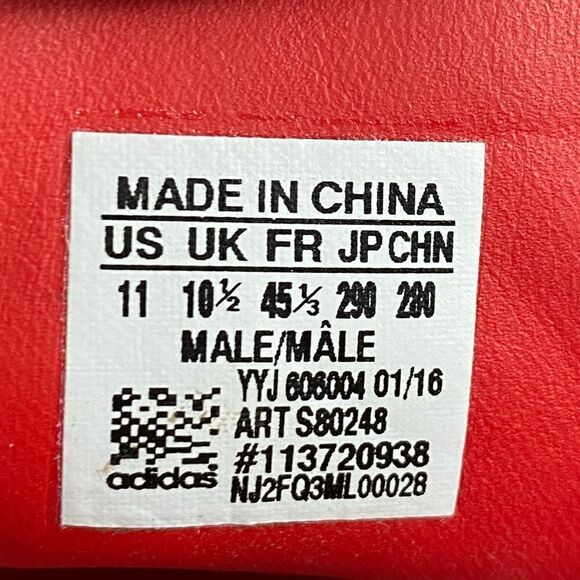 MADE IN CHINA
US UK FR JP CHN
11 10½ 45⅓ 290 280
MALE/MÂLE
YYJ 606004 01/16
ART S80248
#113720938
adidas NJ2FQ3ML00028